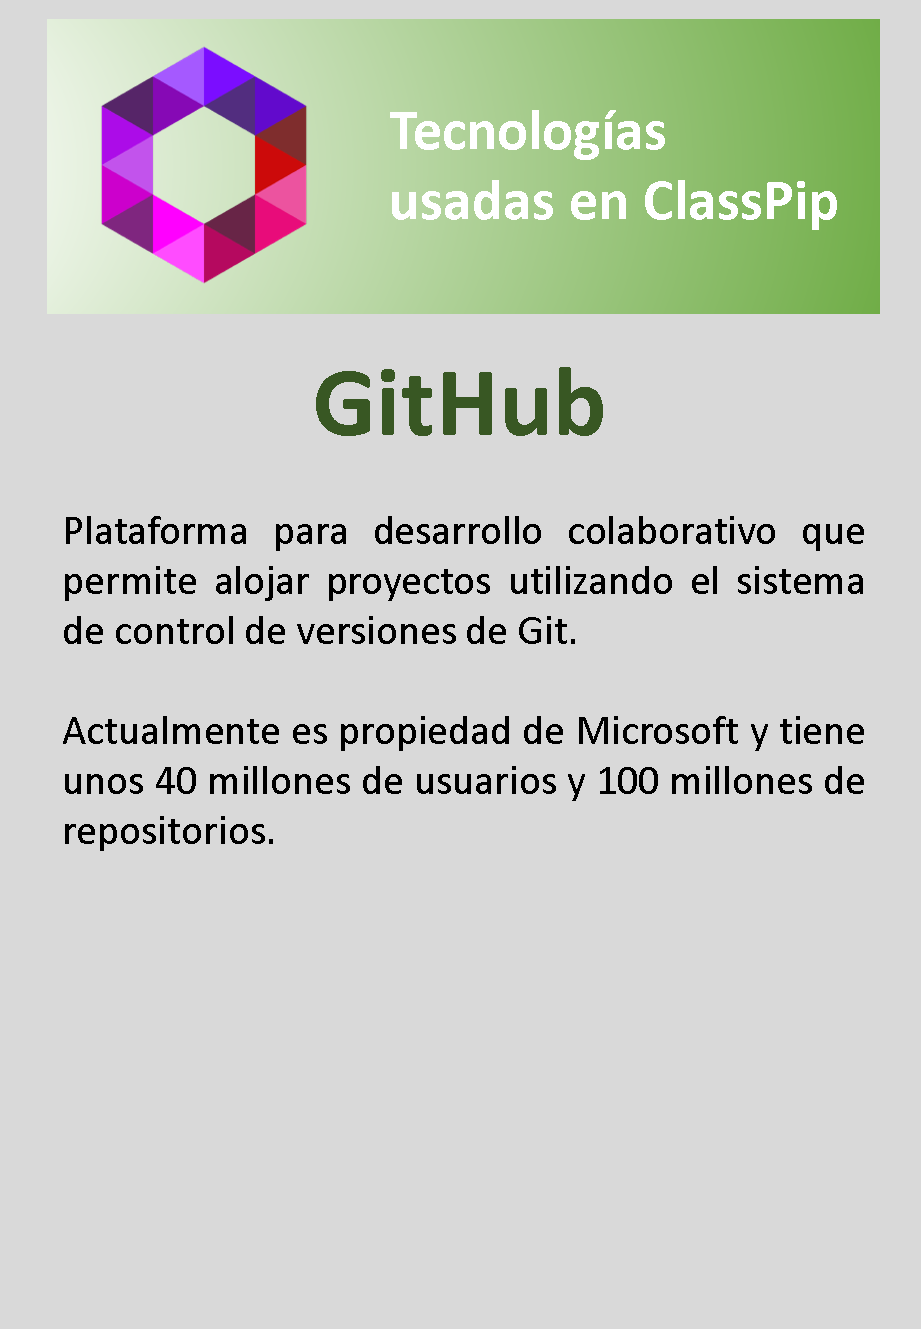 Tecnologías
usadas en ClassPip
GitHub
Plataforma para desarrollo colaborativo que
permite alojar proyectos utilizando el sistema
de control de versiones de Git.
Actualmente es propiedad de Microsoft y tiene
unos 40 millones de usuarios y 100 millones de
repositorios.